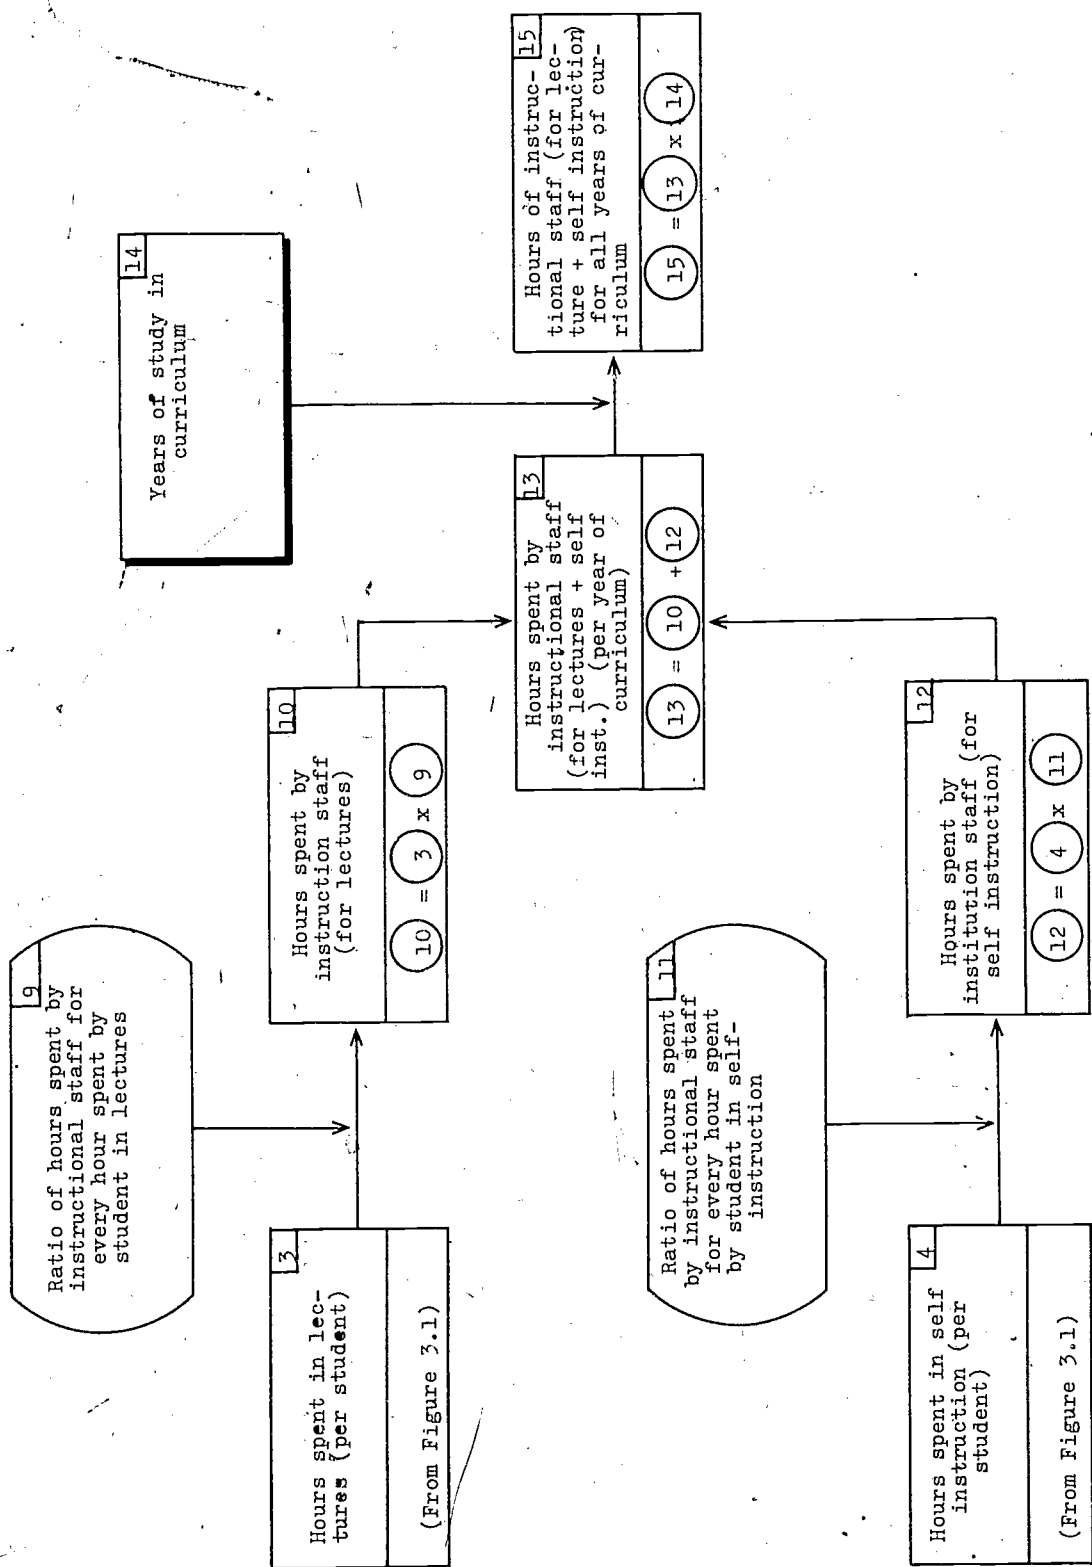 9
Ratio of hours spent by
instructional staff for
every hour spent by
student in lectures
3
Hours spent in lec-
tures (per student)
(From Figure 3.1)
10
Hours spent by
instruction staff
(for lectures)
10 = 3 x 9
14
Years of study in
curriculum
13
Hours spent by
instructional staff
(for lectures + self
inst.) (per year of
curriculum)
13 = 10 + 12
15
Hours of instruc-
tional staff (for lec-
ture + self instruction)
for all years of cur-
riculum
15 = 13 x 14
11
Ratio of hours spent
by instructional staff
for every hour spent
by student in self-
instruction
4
Hours spent in self
instruction (per
student)
(From Figure 3.1)
12
Hours spent by
institution staff (for
self instruction)
12 = 4 x 11